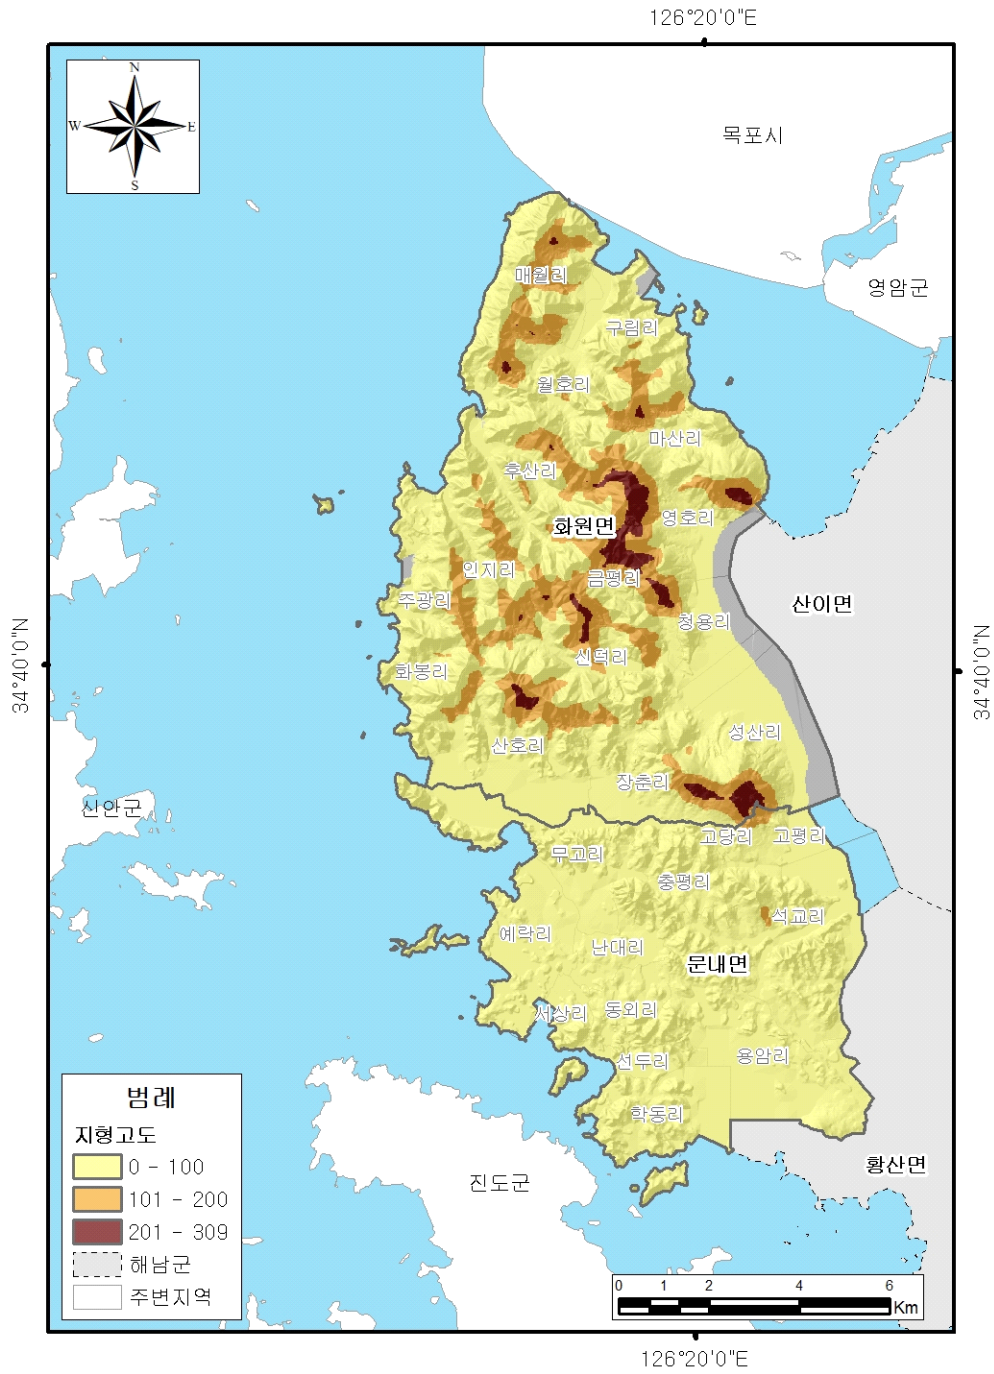 126°20'0"E
N
W
E
S
목포시
영암군
매월리
구림리
월호리
마산리
후산리
화원면
영호리
인지리
금평리
주광리
산이면
청용리
34°40'0"N
34°40'0"N
신덕리
화봉리
성산리
산호리
장춘리
신안군
고당리
고평리
무고리
충평리
석교리
예락리
난대리
문내면
서상리
동외리
용암리
선두리
학동리
황산면
진도군
범례
지형고도
0 - 100
101 - 200
201 - 309
해남군
주변지역
0 1 2 4 6
Km
126°20'0"E